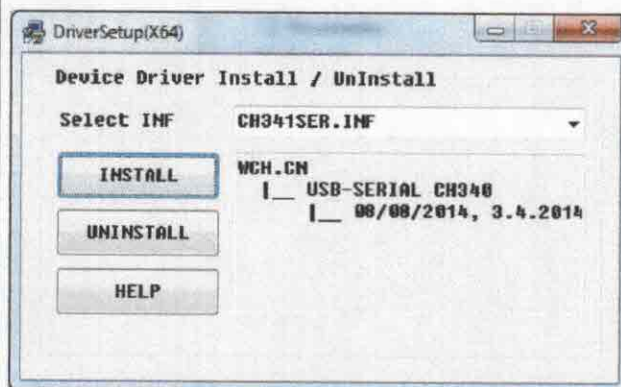 DriverSetup(X64)
Device Driver Install / UnInstall
Select INF CH341SER.INF
INSTALL
WCH.CN
|__ USB-SERIAL CH340
|__ 08/08/2014, 3.4.2014
UNINSTALL
HELP